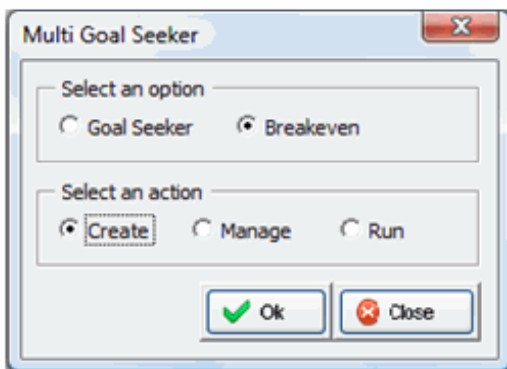 Multi Goal Seeker
Select an option
Goal Seeker Breakeven
Select an action
Create Manage Run
Ok Close